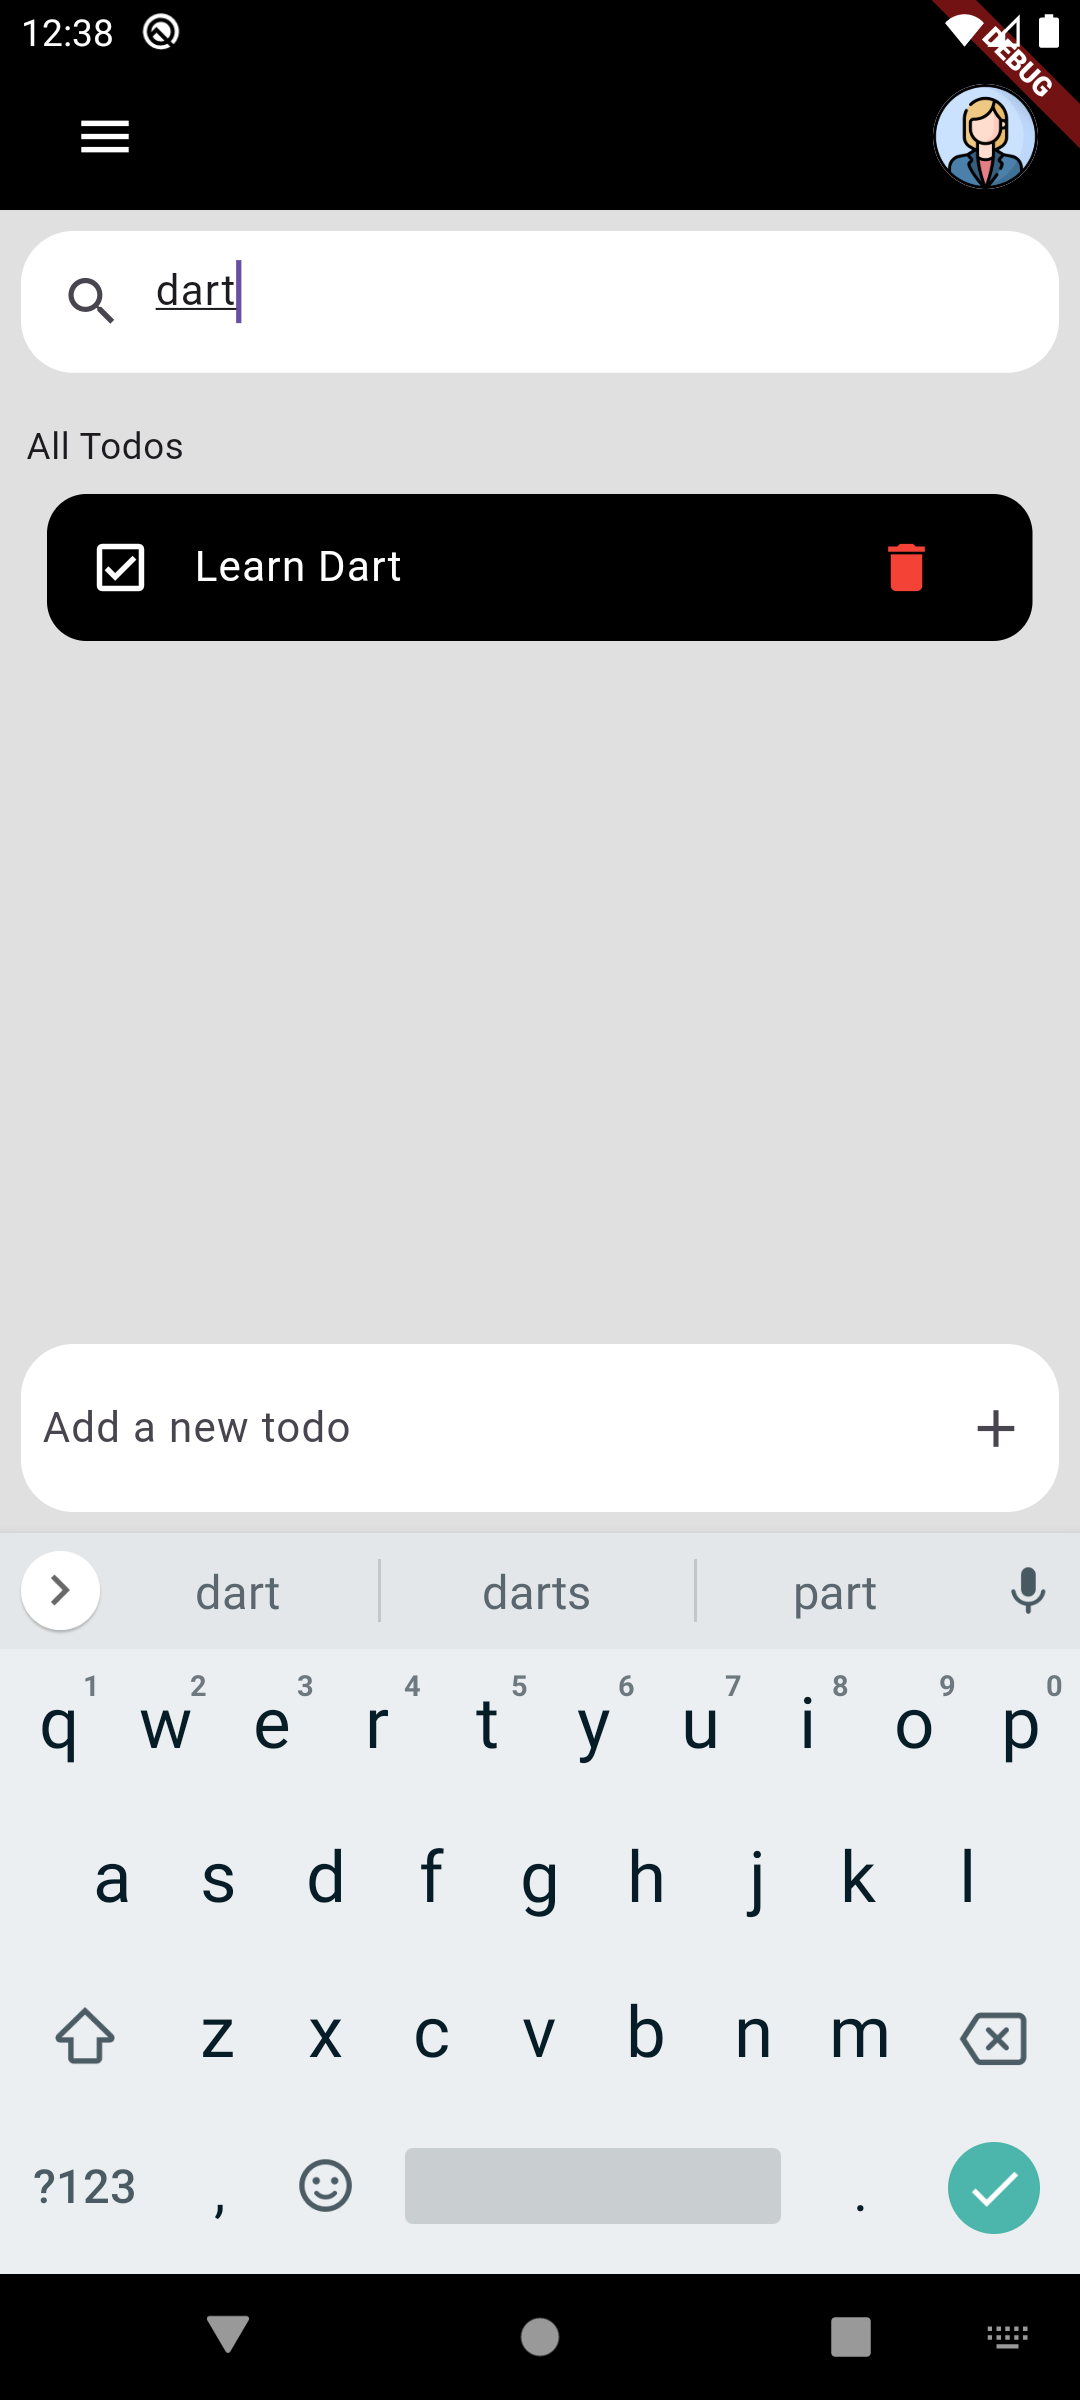 12:38
DEBUG
dart
All Todos
Learn Dart
Add a new todo
dart darts part
1 2 3 4 5 6 7 8 9 0
q w e r t y u i o p
a s d f g h j k l
z x c v b n m
?123 , .